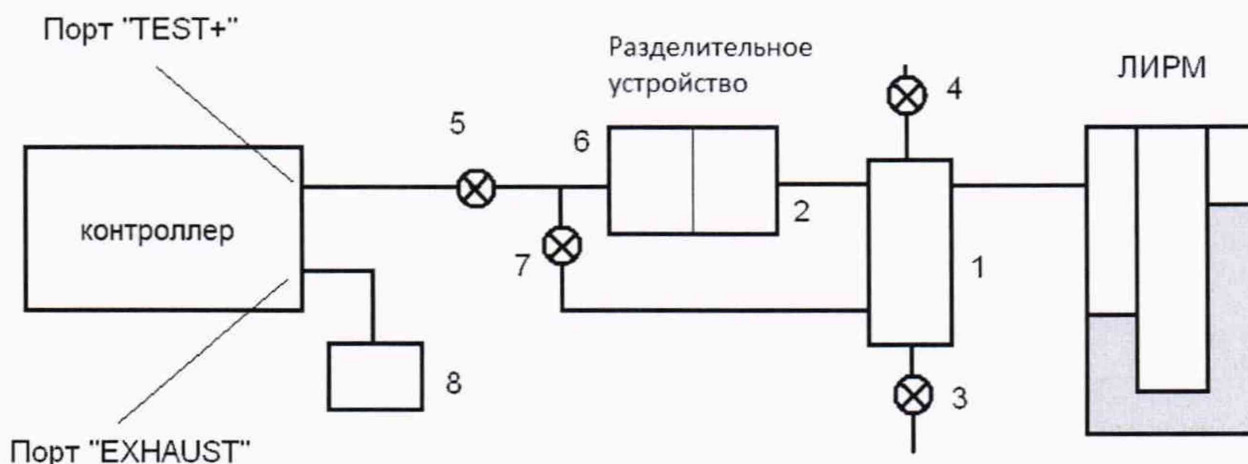 Порт "TEST+"
Разделительное
устройство
ЛИРМ
4
5
6
контроллер
2
7
1
8
3
Порт "EXHAUST"